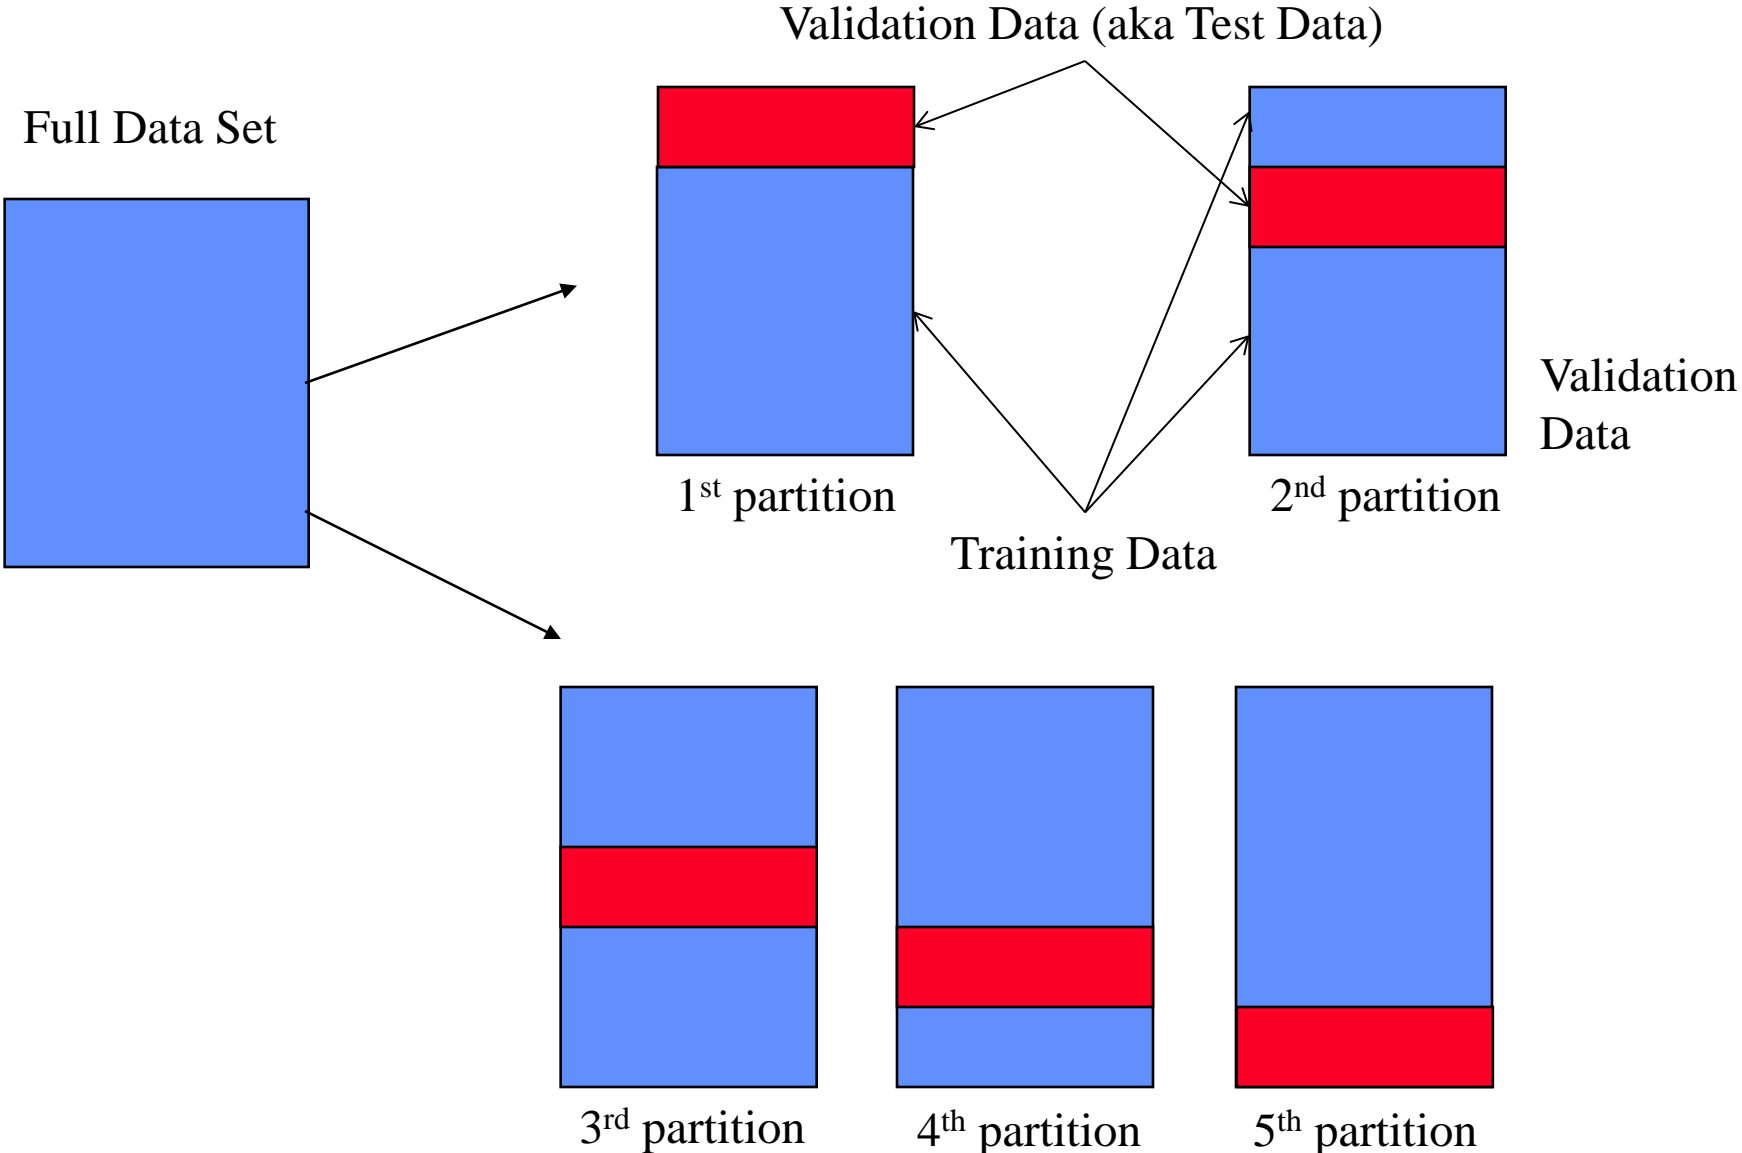 Validation Data (aka Test Data)
Full Data Set
Validation
Data
1st partition
2nd partition
Training Data
3rd partition
4th partition
5th partition